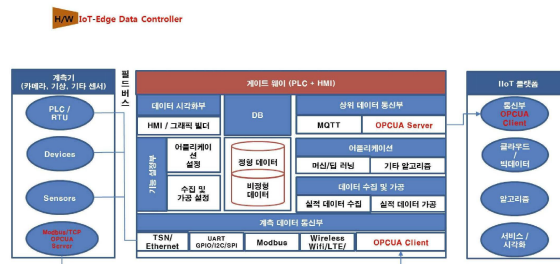 H/W IoT-Edge Data Controller
계측기
(카메라, 기상, 기타 센서)
PLC /
RTU
Devices
Sensors
Modbus/TCP
OPCUA
Server
필드버스
게이트 웨이 (PLC + HMI)
데이터 시각화부
HMI / 그래픽 빌더
DB
상위 데이터 통신부
MQTT
OPCUA Server
기능 설정부
어플리케이
션
설정
수집 및
가공 설정
정형 데이터
비정형
데이터
어플리케이션
머신/딥 러닝
기타 알고리즘
데이터 수집 및 가공
실적 데이터 수집
실적 데이터 가공
계측 데이터 통신부
TSN/
Ethernet
UART
GPIO/I2C/SPI
Modbus
Wireless
Wifi/LTE/
OPCUA Client
IIoT 플랫폼
통신부
OPCUA
Client
클라우드
/
빅데이터
알고리즘
서비스 /
시각화